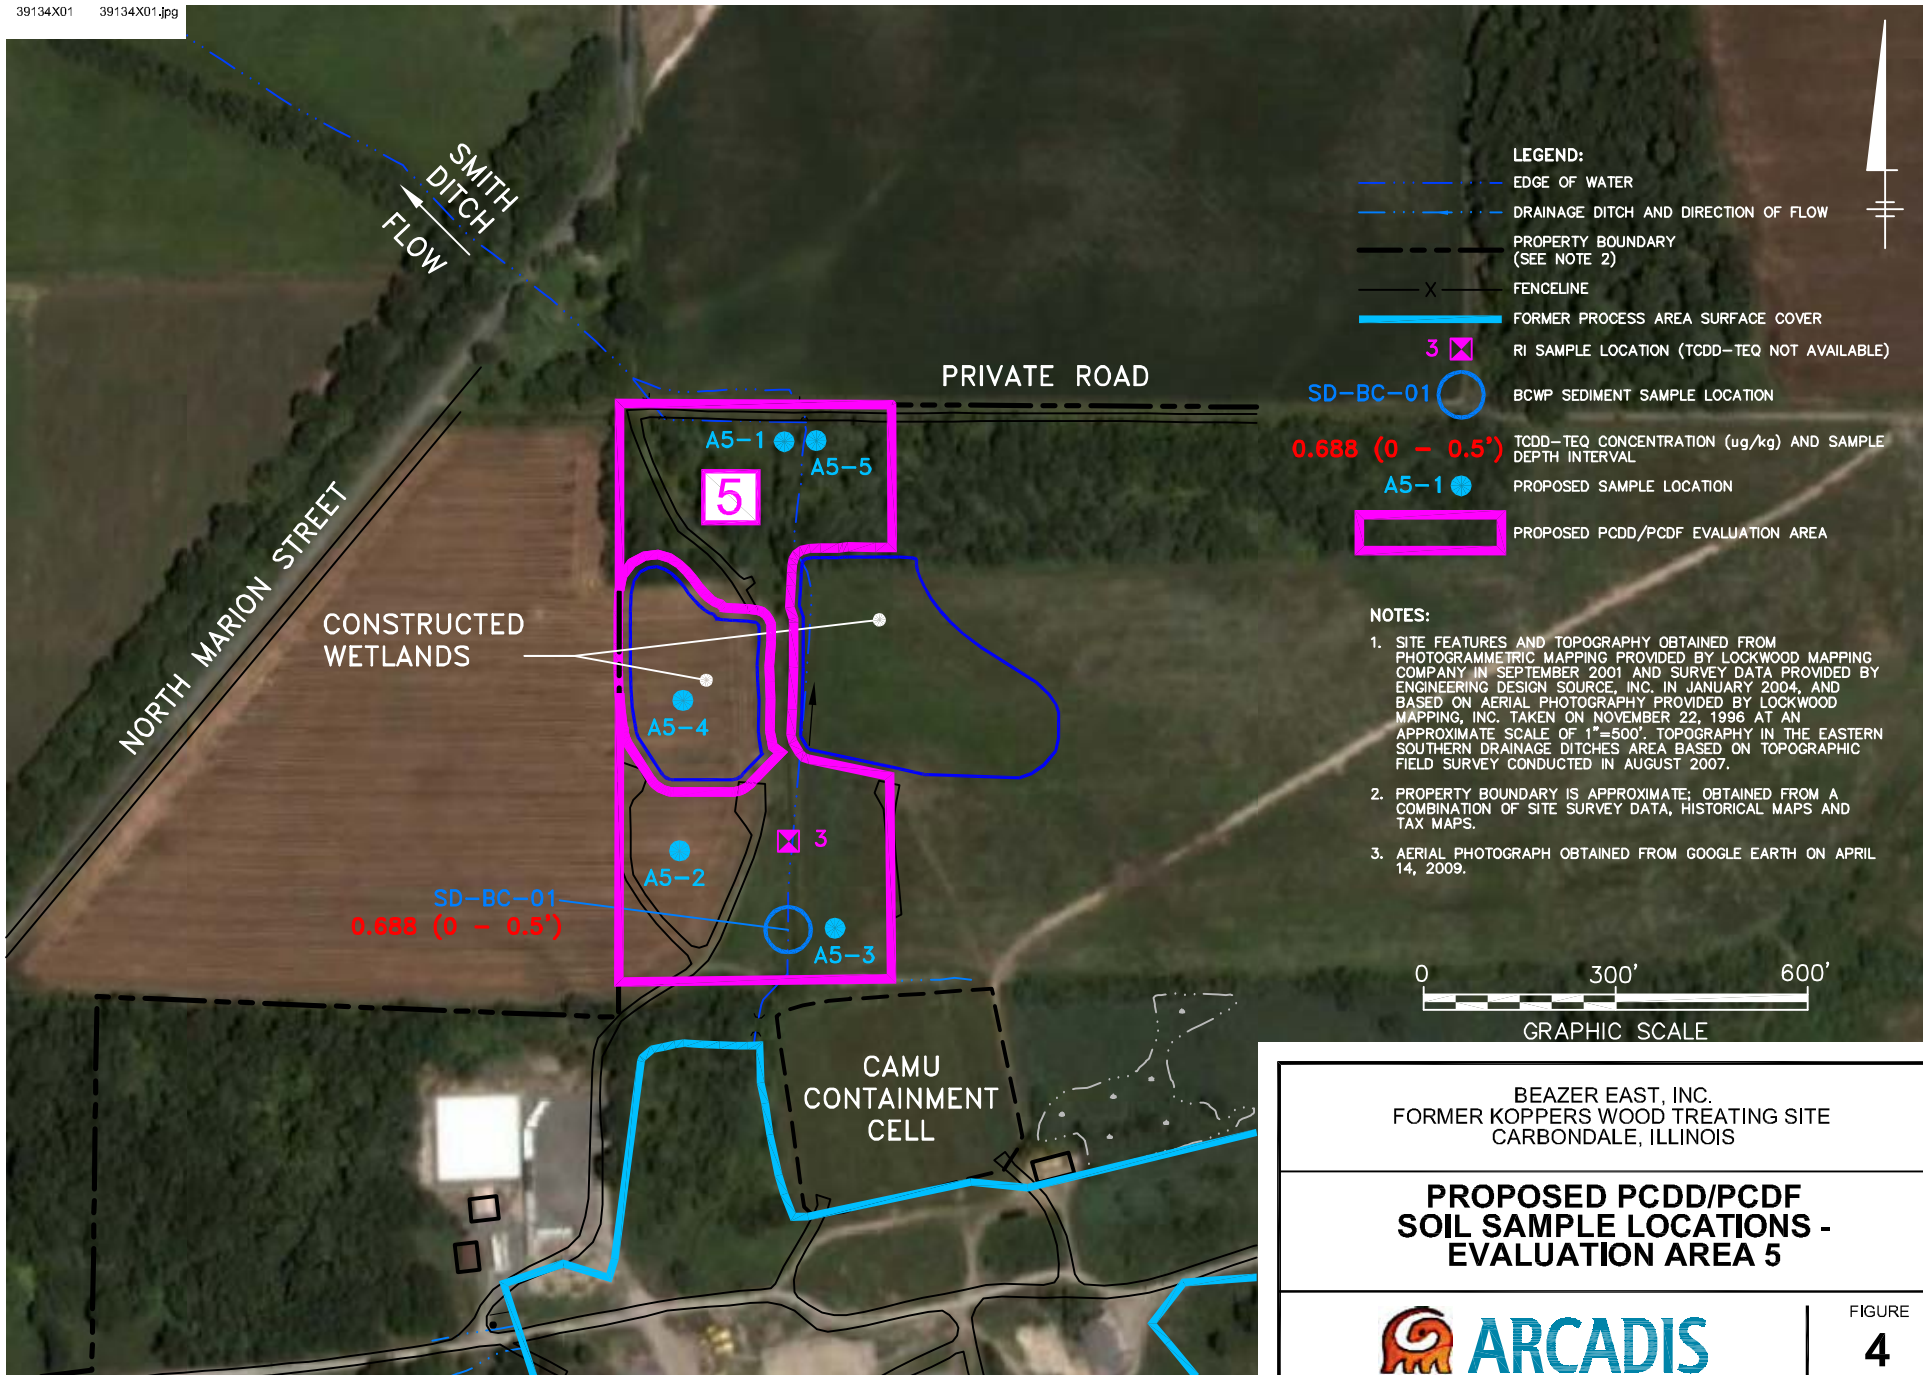 39134X01 39134X01.jpg
SMITH
DITCH
FLOW
NORTH MARION STREET
PRIVATE ROAD
A5-1
A5-5
5
CONSTRUCTED
WETLANDS
A5-4
3
A5-2
SD-BC-01
0.688 (0 - 0.5')
A5-3
CAMU
CONTAINMENT
CELL
LEGEND:
EDGE OF WATER
DRAINAGE DITCH AND DIRECTION OF FLOW
PROPERTY BOUNDARY
(SEE NOTE 2)
X FENCELINE
FORMER PROCESS AREA SURFACE COVER
3 RI SAMPLE LOCATION (TCDD-TEQ NOT AVAILABLE)
SD-BC-01 BCWP SEDIMENT SAMPLE LOCATION
0.688 (0 - 0.5') TCDD-TEQ CONCENTRATION (ug/kg) AND SAMPLE
DEPTH INTERVAL
A5-1 PROPOSED SAMPLE LOCATION
PROPOSED PCDD/PCDF EVALUATION AREA
NOTES:
1. SITE FEATURES AND TOPOGRAPHY OBTAINED FROM
PHOTOGRAMMETRIC MAPPING PROVIDED BY LOCKWOOD MAPPING
COMPANY IN SEPTEMBER 2001 AND SURVEY DATA PROVIDED BY
ENGINEERING DESIGN SOURCE, INC. IN JANUARY 2004, AND
BASED ON AERIAL PHOTOGRAPHY PROVIDED BY LOCKWOOD
MAPPING, INC. TAKEN ON NOVEMBER 22, 1996 AT AN
APPROXIMATE SCALE OF 1"=500'. TOPOGRAPHY IN THE EASTERN
SOUTHERN DRAINAGE DITCHES AREA BASED ON TOPOGRAPHIC
FIELD SURVEY CONDUCTED IN AUGUST 2007.
2. PROPERTY BOUNDARY IS APPROXIMATE; OBTAINED FROM A
COMBINATION OF SITE SURVEY DATA, HISTORICAL MAPS AND
TAX MAPS.
3. AERIAL PHOTOGRAPH OBTAINED FROM GOOGLE EARTH ON APRIL
14, 2009.
0 300' 600'
GRAPHIC SCALE
BEAZER EAST, INC.
FORMER KOPPERS WOOD TREATING SITE
CARBONDALE, ILLINOIS
PROPOSED PCDD/PCDF
SOIL SAMPLE LOCATIONS -
EVALUATION AREA 5
ARCADIS
FIGURE
4